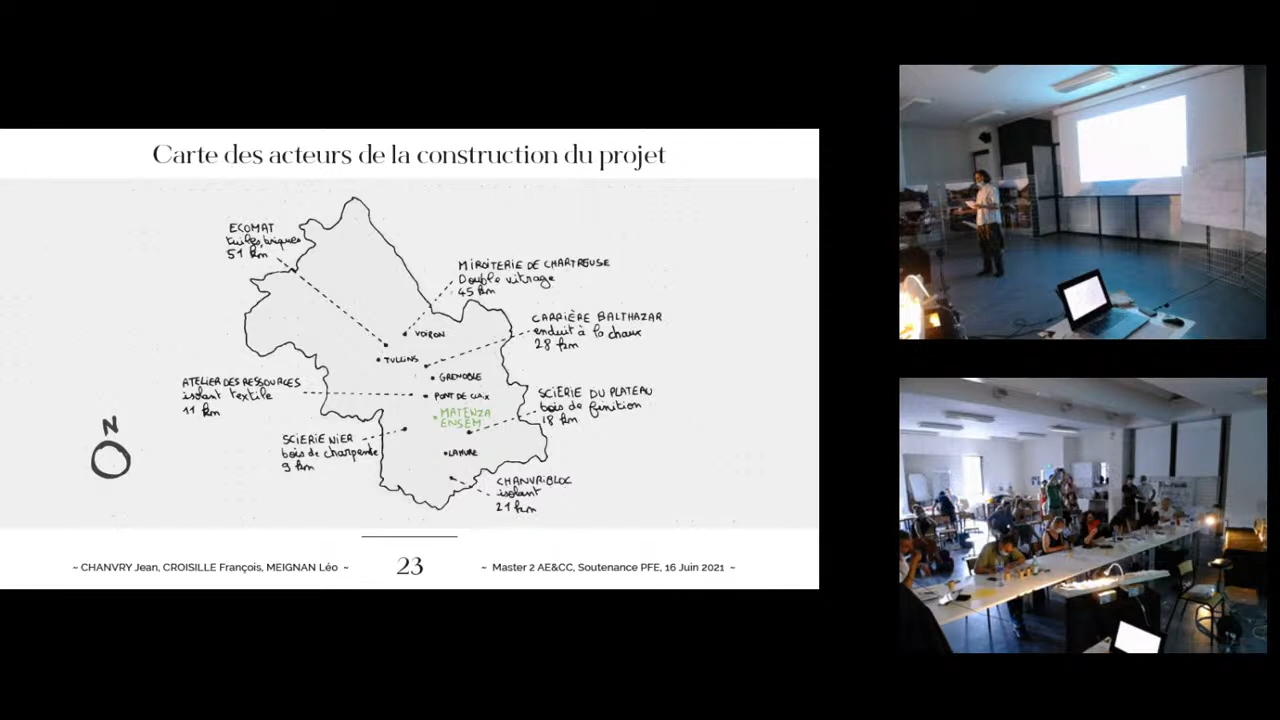 Carte des acteurs de la construction du projet
ECOMAT
tuiles, briques
51 km
MIROITERIE DE CHARTREUSE
Double vitrage
45 km
CARRIÈRE BALTHAZAR
enduit à la chaux
28 km
VOIRON
TULLINS
GRENOBLE
PONT DE CLAIX
ATELIER DES RESSOURCES
isolant textile
11 km
SCIERIE DU PLATEAU
bois de finition
18 km
MATENZA
ENSEM
SCIERIE NIER
bois de charpente
9 km
LAMURE
CHANVRIBLOC
isolant
21 km
N
~ CHANVRY Jean, CROISILLE François, MEIGNAN Léo ~
23
~ Master 2 AE&CC, Soutenance PFE, 16 Juin 2021 ~